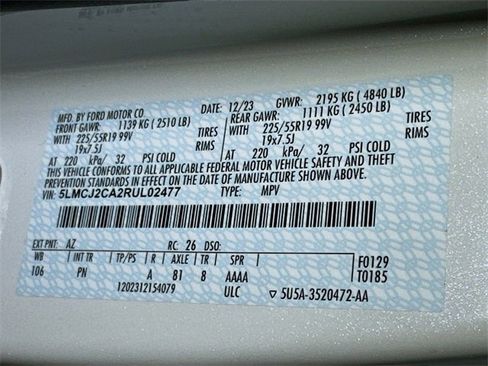 MFG. BY FORD MOTOR CO DATE: 12/23 GVWR: 2195 KG ( 4840 LB)
FRONT GAWR: 1139 KG ( 2510 LB) REAR GAWR: 1111 KG ( 2450 LB)
WITH 225/55R19 99V TIRES WITH 225/55R19 99V TIRES
19x7.5J RIMS 19x7.5J RIMS
AT 220 kPa/ 32 PSI COLD AT 220 kPa/ 32 PSI COLD
THIS VEHICLE CONFORMS TO ALL APPLICABLE FEDERAL MOTOR VEHICLE SAFETY AND THEFT
PREVENTION STANDARDS IN EFFECT ON THE DATE OF MANUFACTURE SHOWN ABOVE.
VIN: 5LMCJ2CA2RUL02477 TYPE: MPV
EXT PNT: AZ RC: 26 DSO:
WB INT TR TP/PS R AXLE TR SPR F0129
106 PN A 81 8 AAAA T0185
1202312154079 ULC ▽ 5U5A-3520472-AA